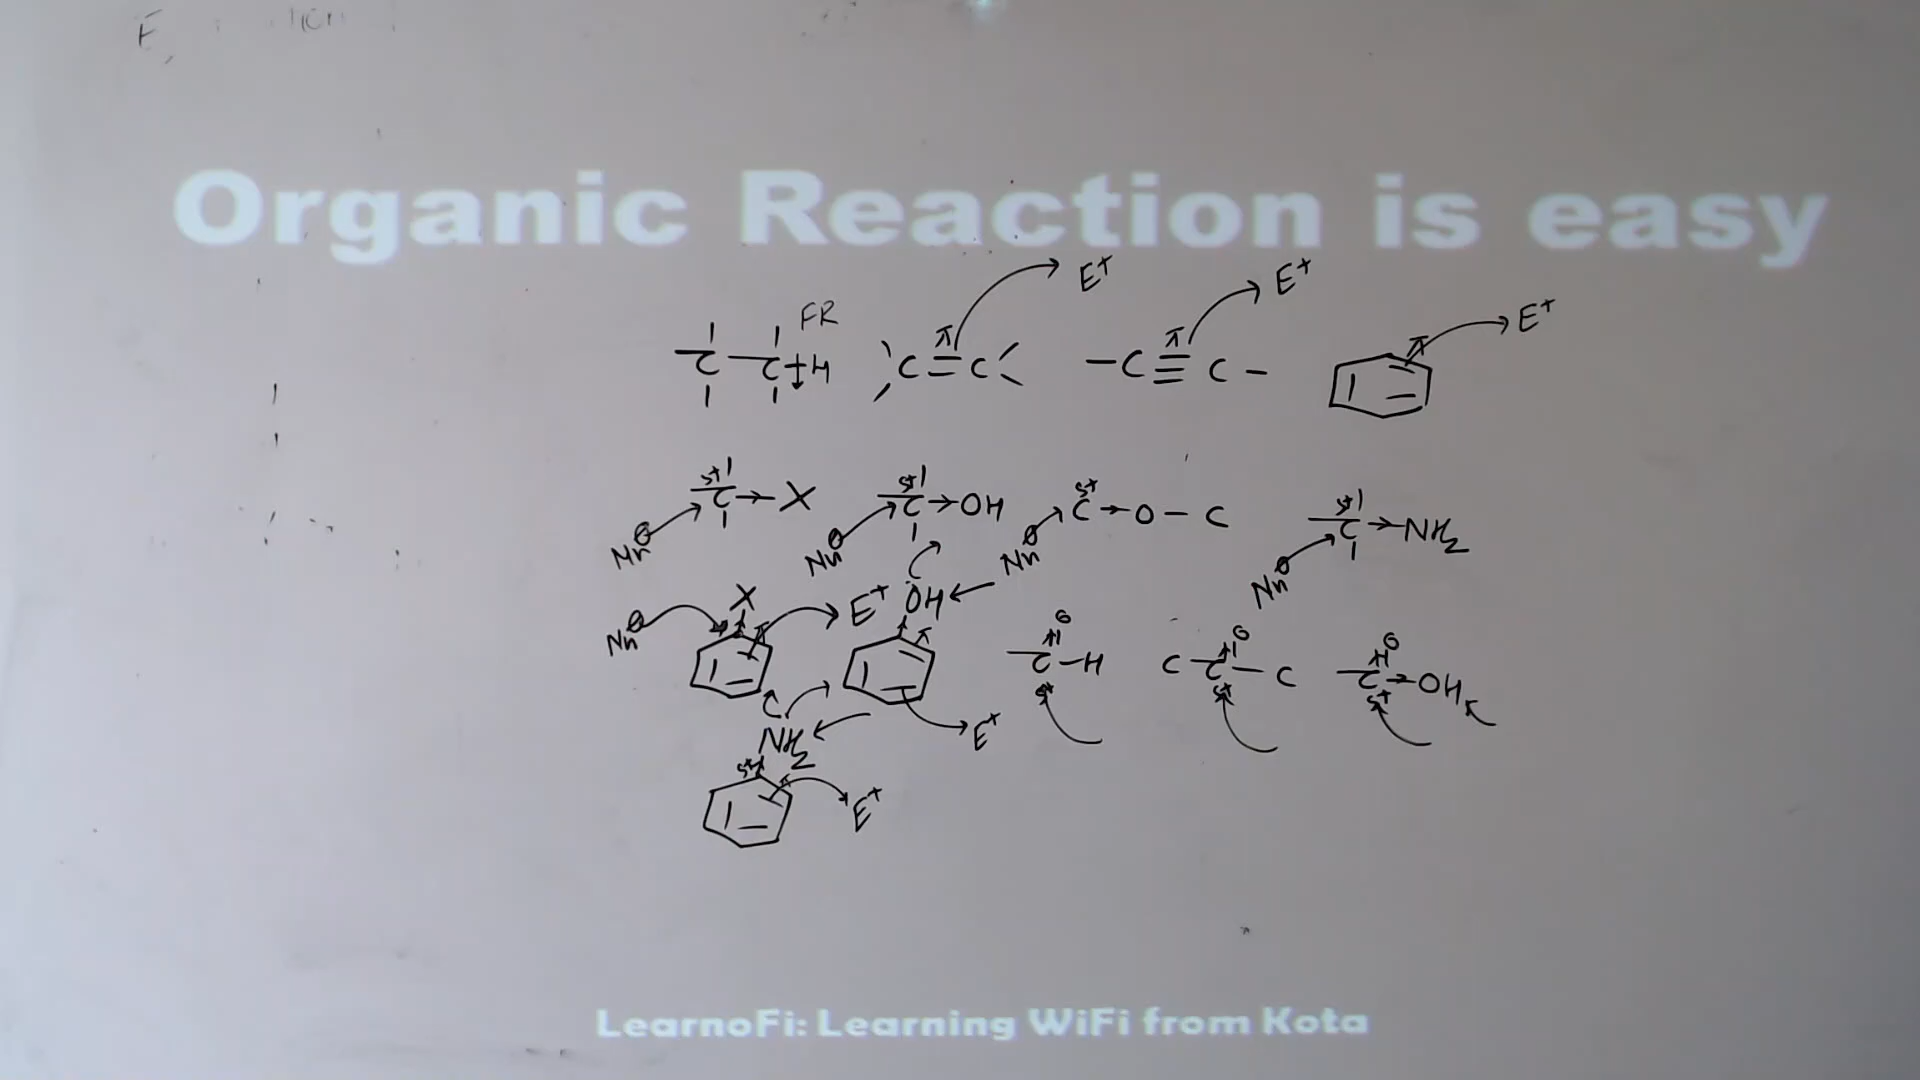 F
Organic Reaction is easy
E+ E+ E+
FR
C C H C C π C C π π
δ+ C X δ+ C OH δ+ C O C δ+ C NH2
Nu⊖ Nu⊖ Nu⊖ Nu⊖
Nu⊖ X π E+ OH π
C H O δ+ C C C O δ+ C OH O δ+
NH2 E+
δ+ π E+
LearnoFi: Learning WiFi from Kota